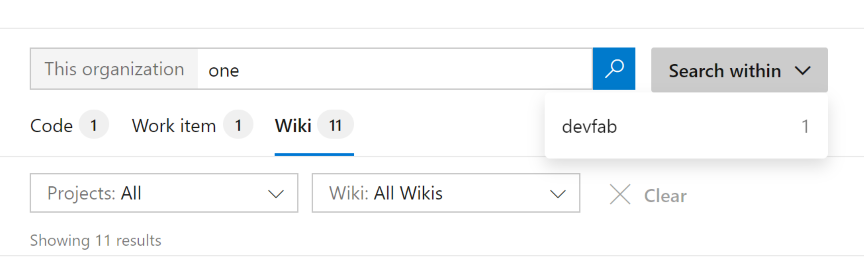 This organization one Search within
devfab 1
Code 1 Work item 1 Wiki 11
Projects: All Wiki: All Wikis Clear
Showing 11 results